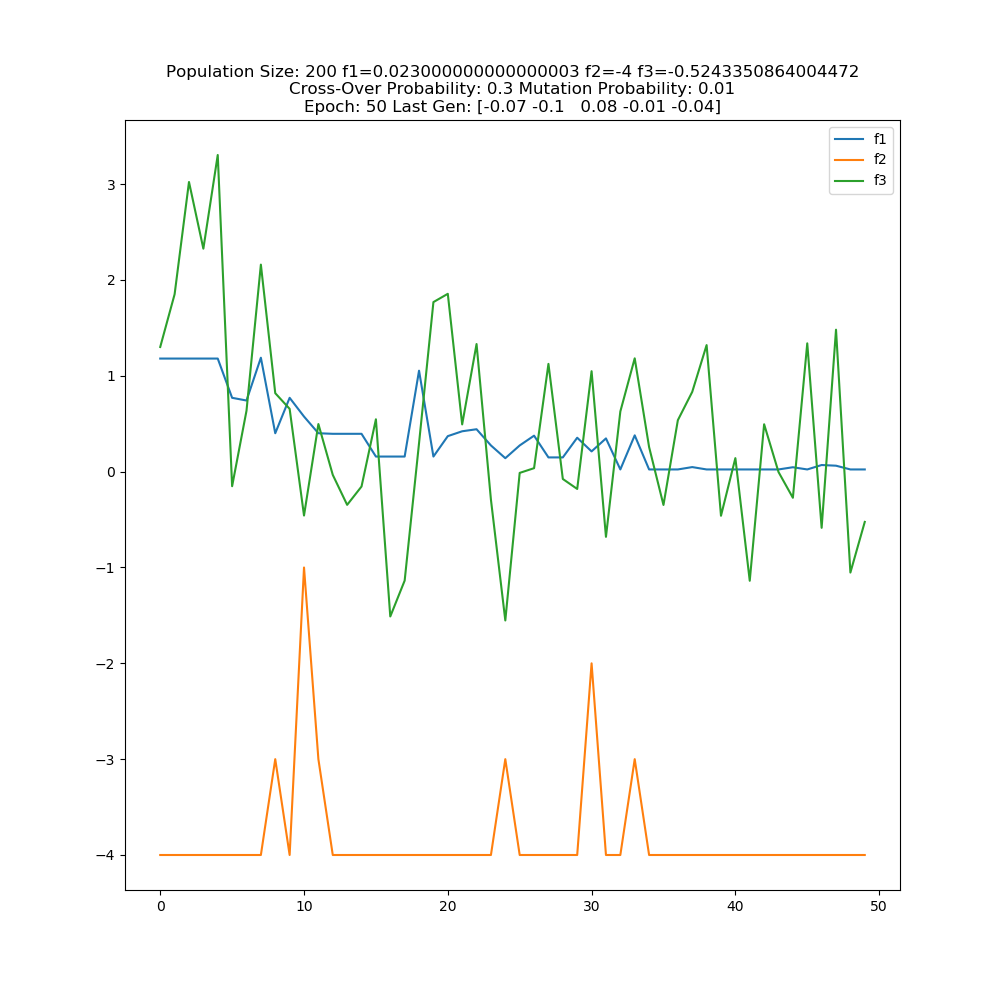 Population Size: 200 f1=0.023000000000000003 f2=-4 f3=-0.5243350864004472
Cross-Over Probability: 0.3 Mutation Probability: 0.01
Epoch: 50 Last Gen: [-0.07 -0.1   0.08 -0.01 -0.04]
f1
f2
f3
3
2
1
0
−1
−2
−3
−4
0 10 20 30 40 50